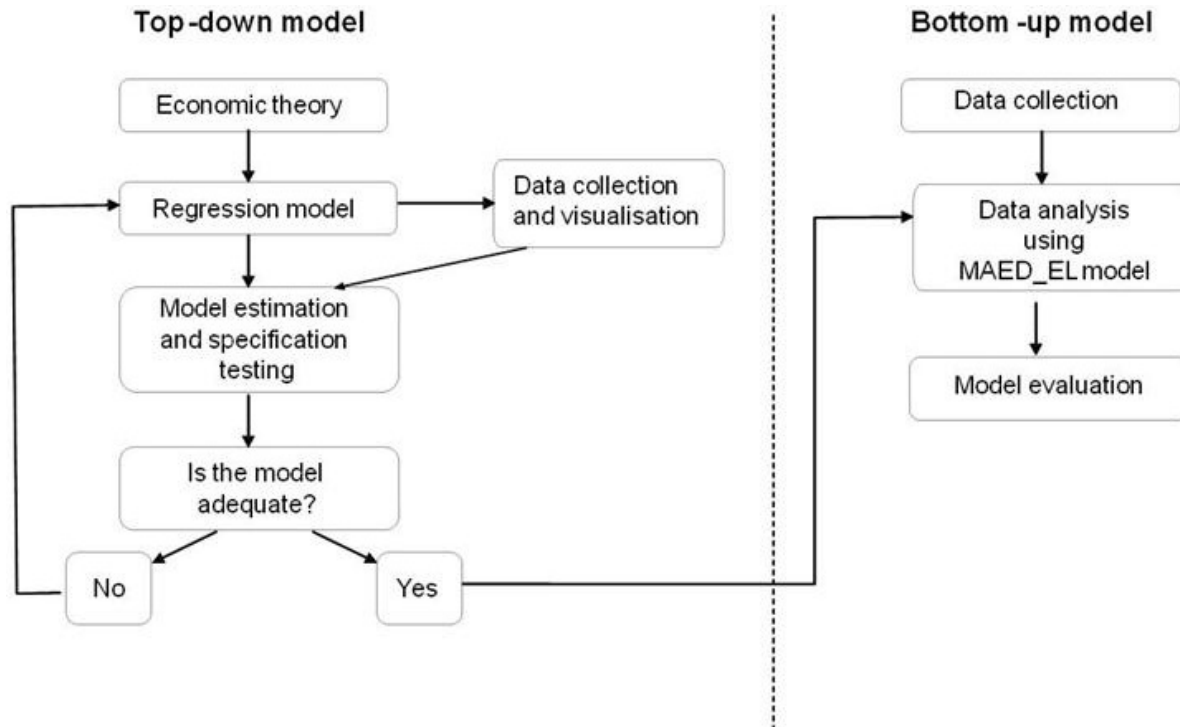 Top-down model
Economic theory
Regression model
Data collection
and visualisation
Model estimation
and specification
testing
Is the model
adequate?
No
Yes
Bottom -up model
Data collection
Data analysis
using
MAED_EL model
Model evaluation